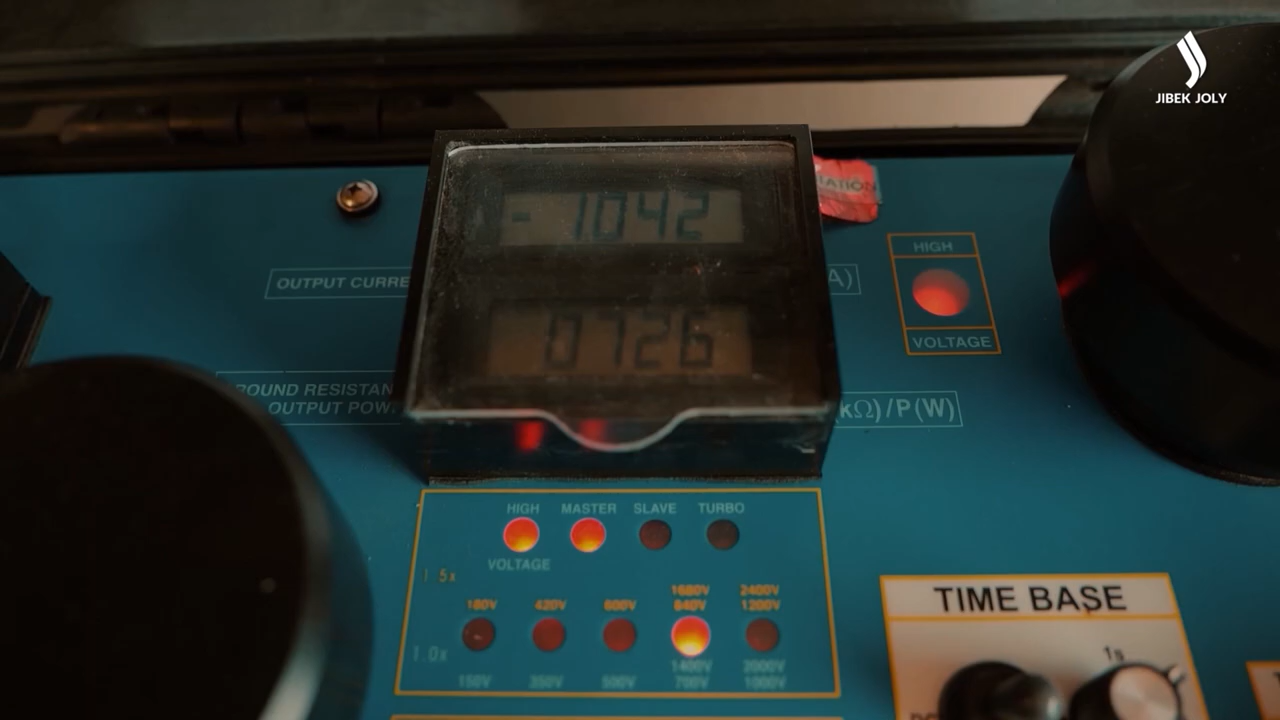 JIBEK JOLY
- 1042
TATION
HIGH
OUTPUT CURRE
A)
VOLTAGE
0726
OUND RESISTAN
OUTPUT POW
(kΩ)/P(W)
HIGH MASTER SLAVE TURBO
VOLTAGE
1 5x
1680V 2400V
180V 420V 600V 840V 1200V
1.0x
1400V 2000V
150V 350V 500V 700V 1000V
TIME BASE
1s